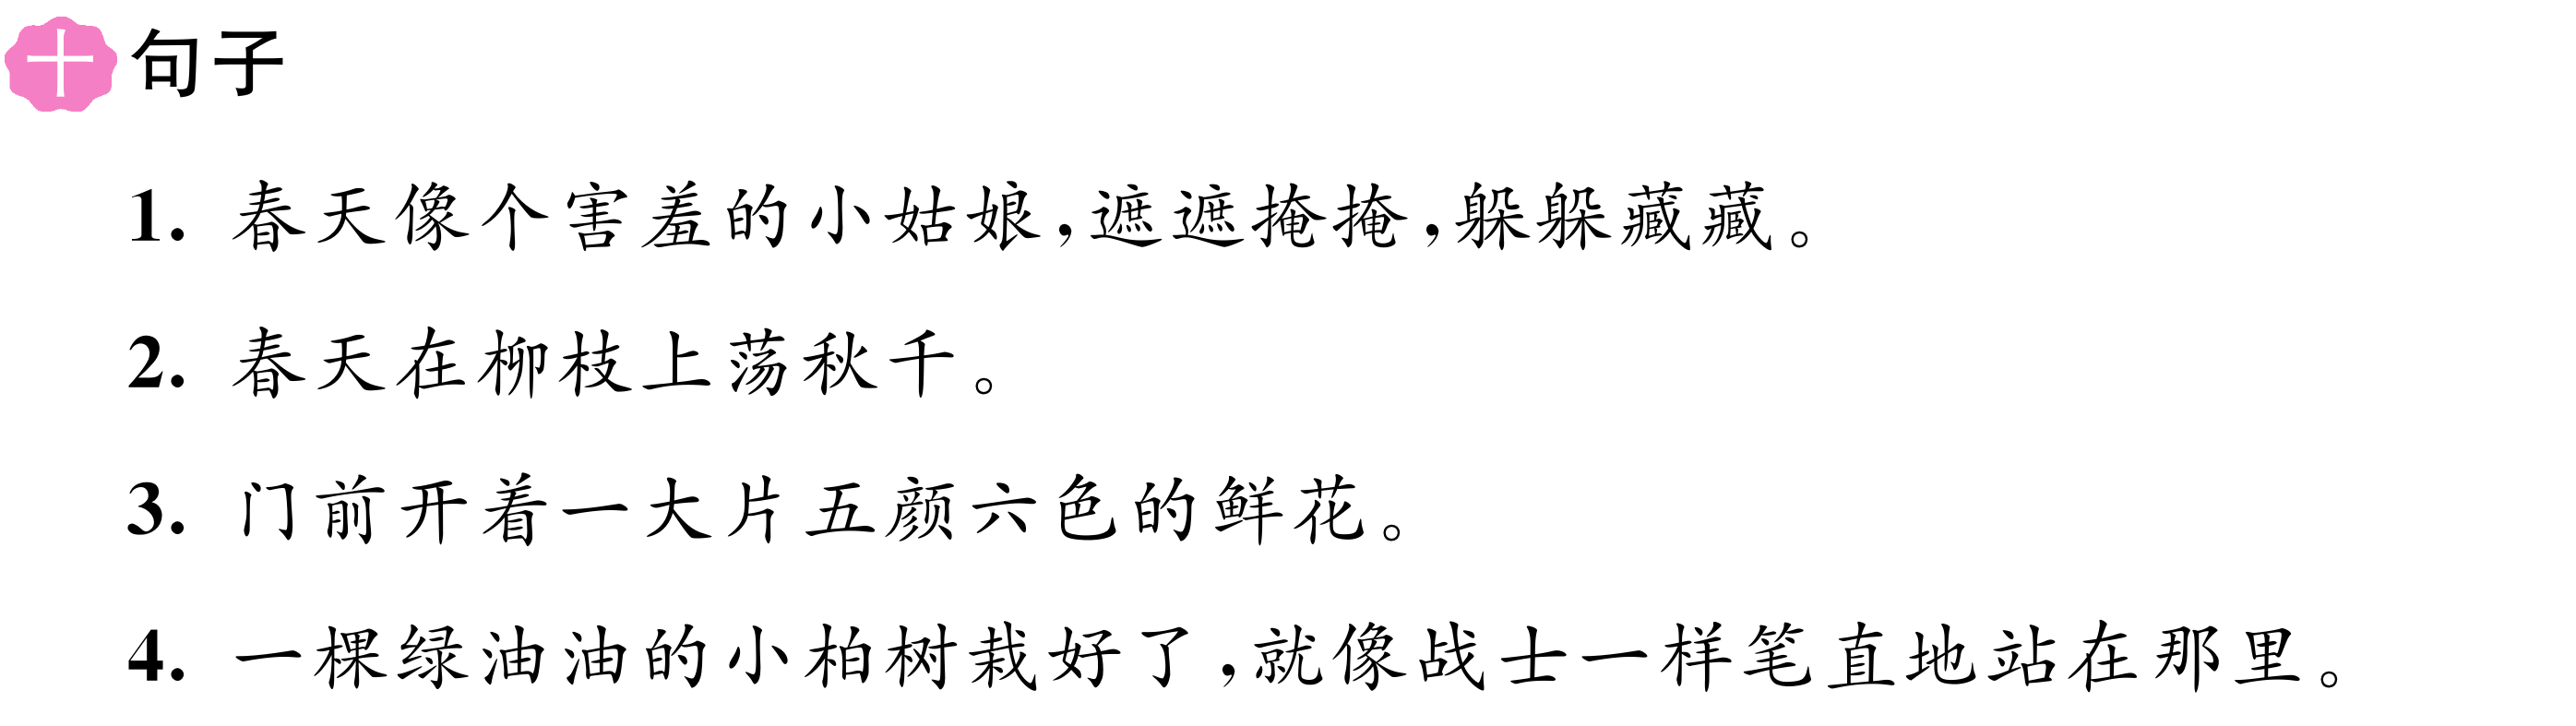 十 句子
1. 春天像个害羞的小姑娘,遮遮掩掩,躲躲藏藏。
2. 春天在柳枝上荡秋千。
3. 门前开着一大片五颜六色的鲜花。
4. 一棵绿油油的小柏树栽好了,就像战士一样笔直地站在那里。